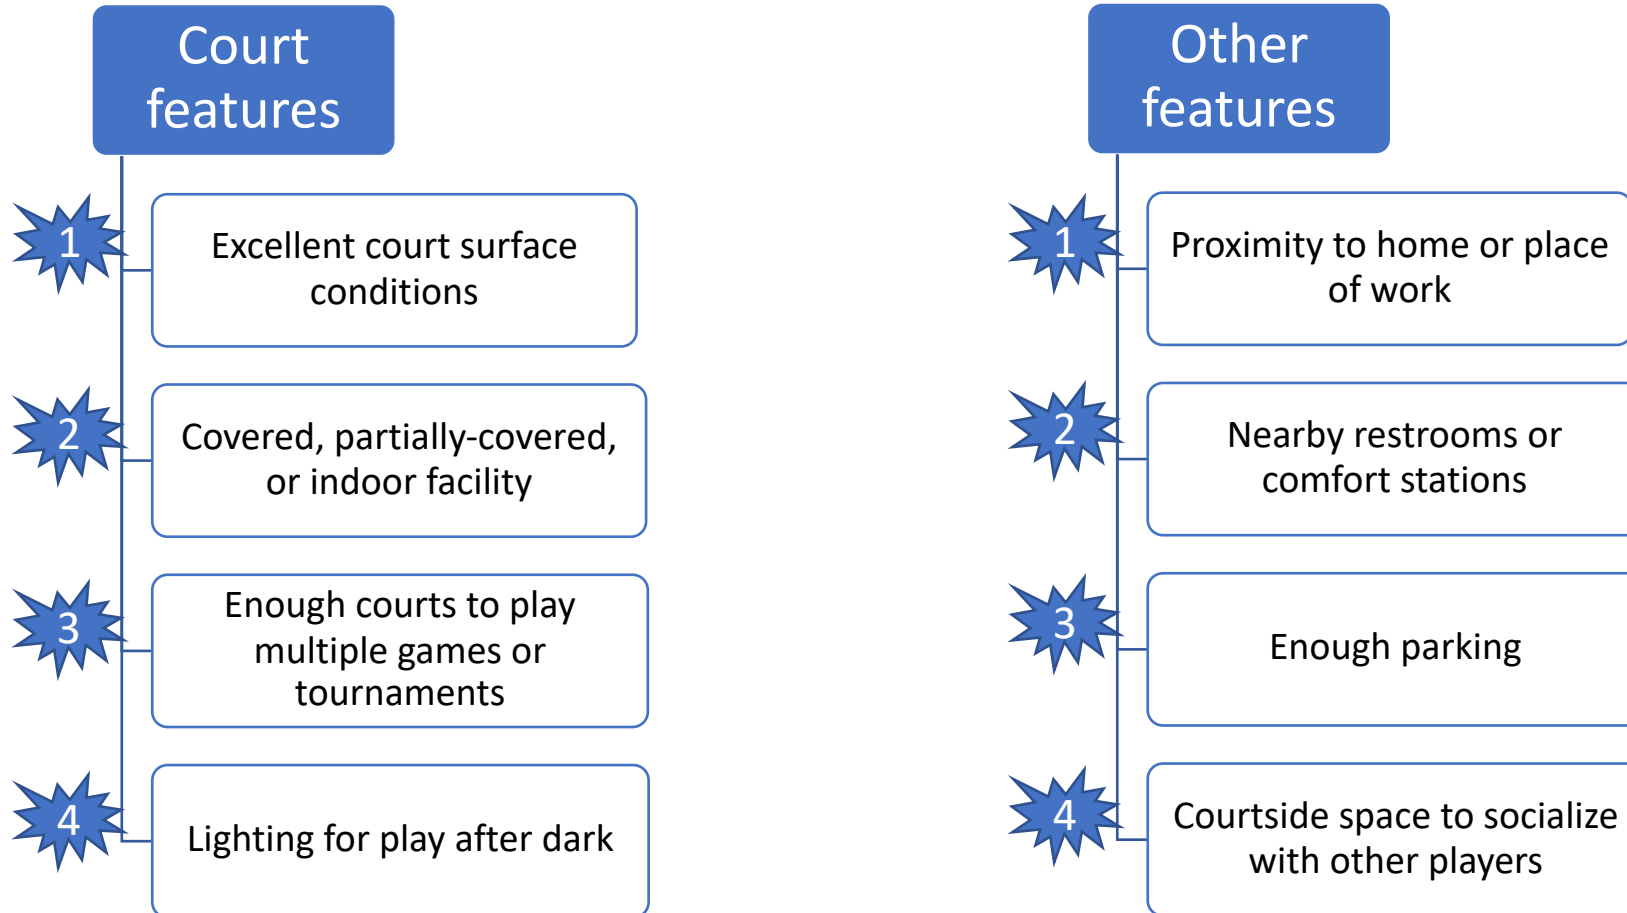 Court
features
1
Excellent court surface
conditions
2
Covered, partially-covered,
or indoor facility
3
Enough courts to play
multiple games or
tournaments
4
Lighting for play after dark
Other
features
1
Proximity to home or place
of work
2
Nearby restrooms or
comfort stations
3
Enough parking
4
Courtside space to socialize
with other players